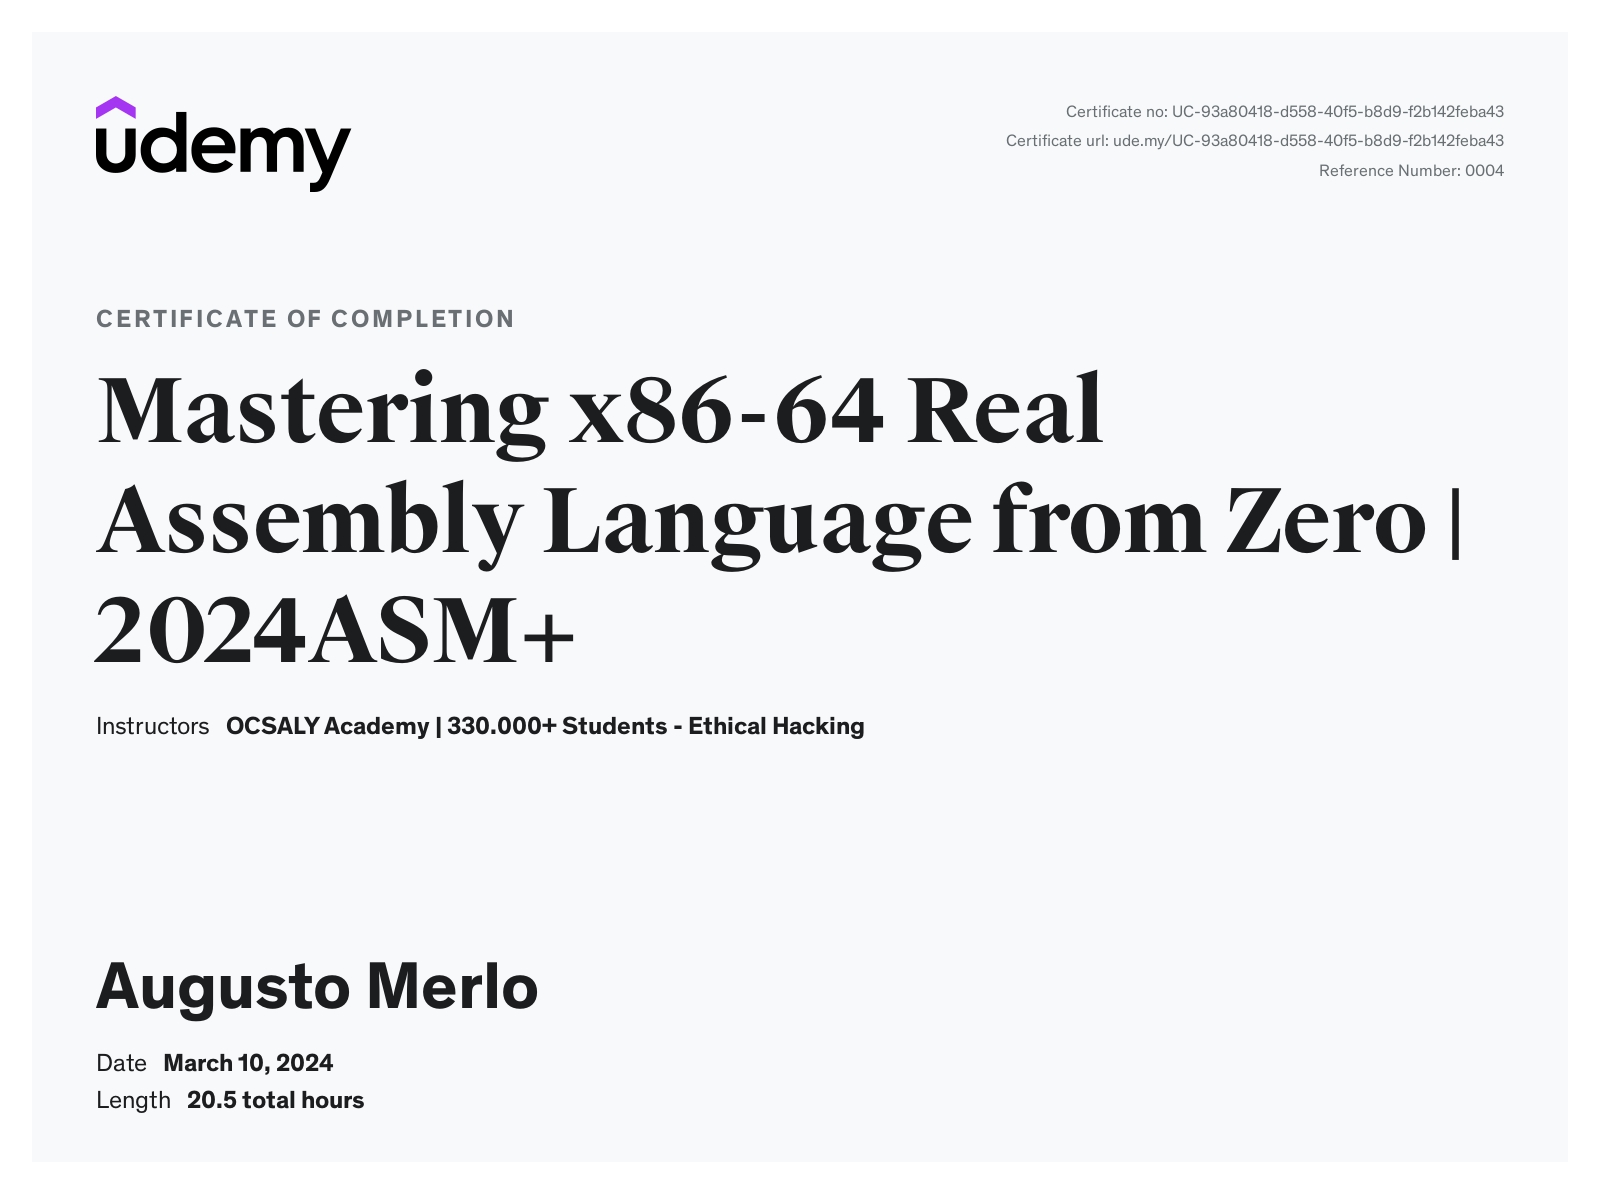 udemy
Certificate no: UC-93a80418-d558-40f5-b8d9-f2b142feba43
Certificate url: ude.my/UC-93a80418-d558-40f5-b8d9-f2b142feba43
Reference Number: 0004
CERTIFICATE OF COMPLETION
Mastering x86-64 Real
Assembly Language from Zero |
2024ASM+
Instructors OCSALY Academy | 330.000+ Students - Ethical Hacking
Augusto Merlo
Date March 10, 2024
Length 20.5 total hours